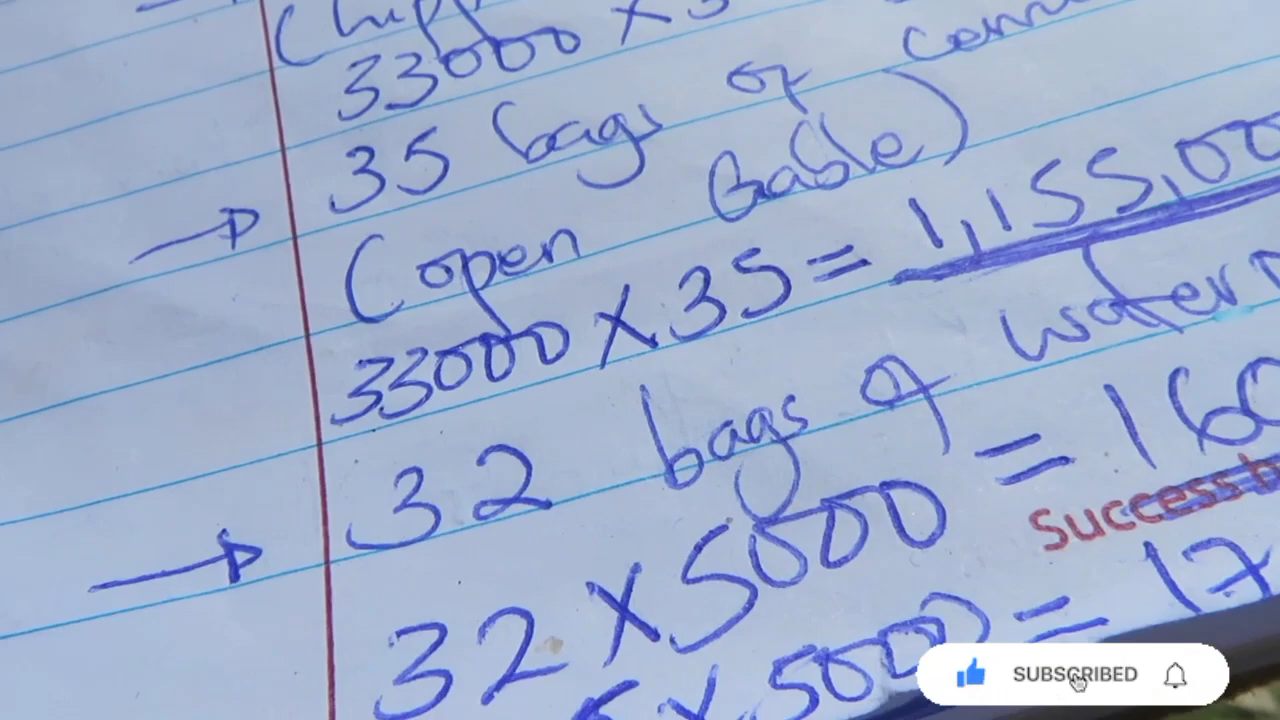 33000 X 3
35 bags of
(open Gable)
33000 X 35 = 1,155,00
32 bags of water
32 X 5000 = 160
Success
X 5000 = 17
SUBSCRIBED